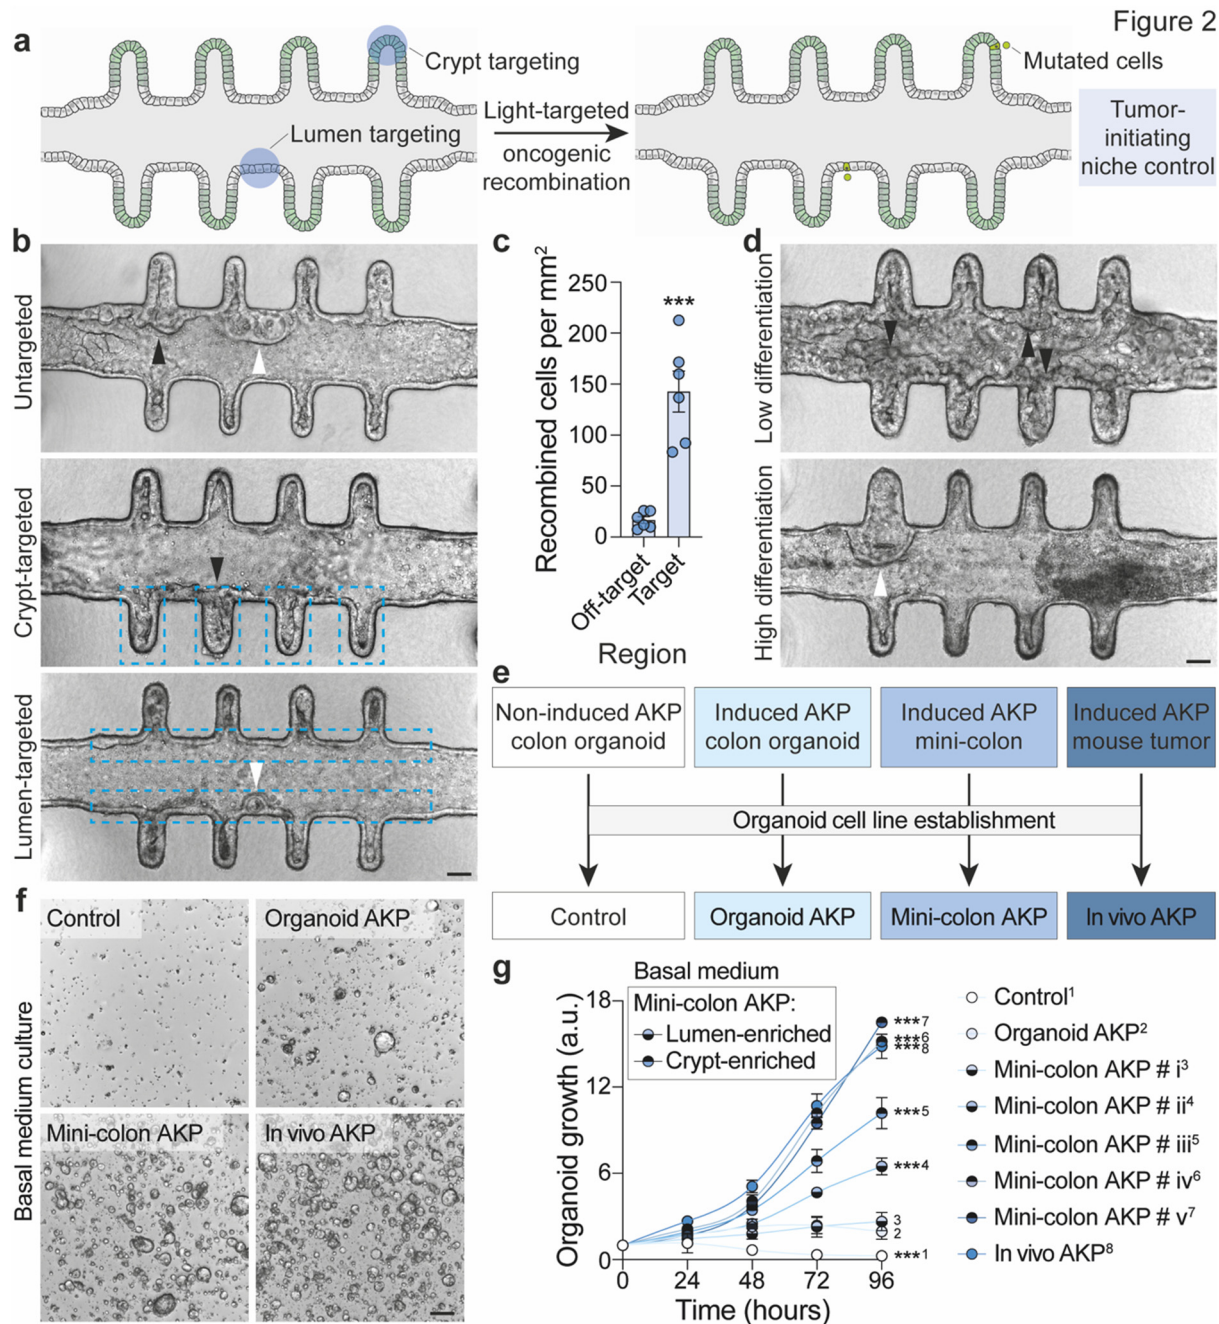 Figure 2
a
Crypt targeting
Lumen targeting
Light-targeted
oncogenic
recombination
Mutated cells
Tumor-
initiating
niche control
b
Untargeted
Crypt-targeted
Lumen-targeted
c
Recombined cells per mm²
250
200
150
100
50
0
***
Off-target
Target
Region
d
Low differentiation
High differentiation
e
Non-induced AKP
colon organoid
Induced AKP
colon organoid
Induced AKP
mini-colon
Induced AKP
mouse tumor
Organoid cell line establishment
Control
Organoid AKP
Mini-colon AKP
In vivo AKP
f
Basal medium culture
Control
Organoid AKP
Mini-colon AKP
In vivo AKP
g
Basal medium
Mini-colon AKP:
Lumen-enriched
Crypt-enriched
Organoid growth (a.u.)
18
12
6
0
0
24
48
72
96
Time (hours)
***7
***6
***8
***5
***4
3
2
***1
Control¹
Organoid AKP²
Mini-colon AKP # i³
Mini-colon AKP # ii⁴
Mini-colon AKP # iii⁵
Mini-colon AKP # iv⁶
Mini-colon AKP # v⁷
In vivo AKP⁸